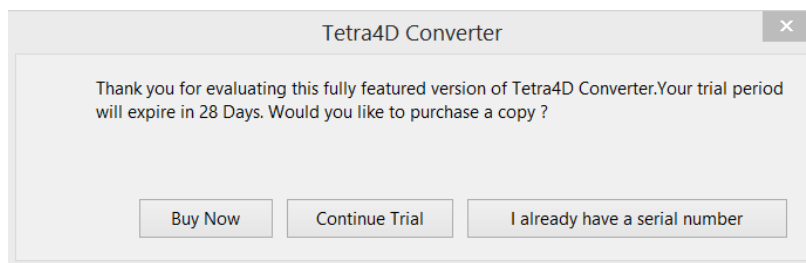 Tetra4D Converter
Thank you for evaluating this fully featured version of Tetra4D Converter.Your trial period
will expire in 28 Days. Would you like to purchase a copy ?
Buy Now Continue Trial I already have a serial number